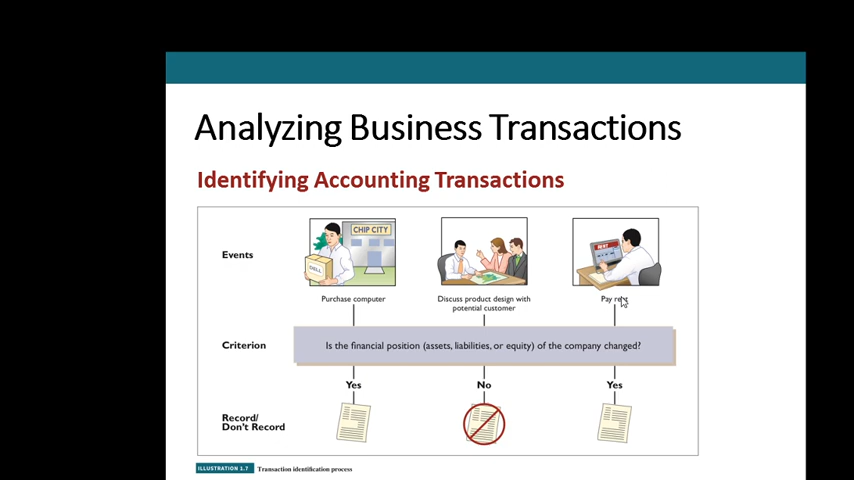 Analyzing Business Transactions
Identifying Accounting Transactions
CHIP CITY
DELL
RENT
Events
Purchase computer
Discuss product design with
potential customer
Pay rent
Criterion
Is the financial position (assets, liabilities, or equity) of the company changed?
Yes
No
Yes
Record/
Don't Record
ILLUSTRATION 1.7 Transaction identification process